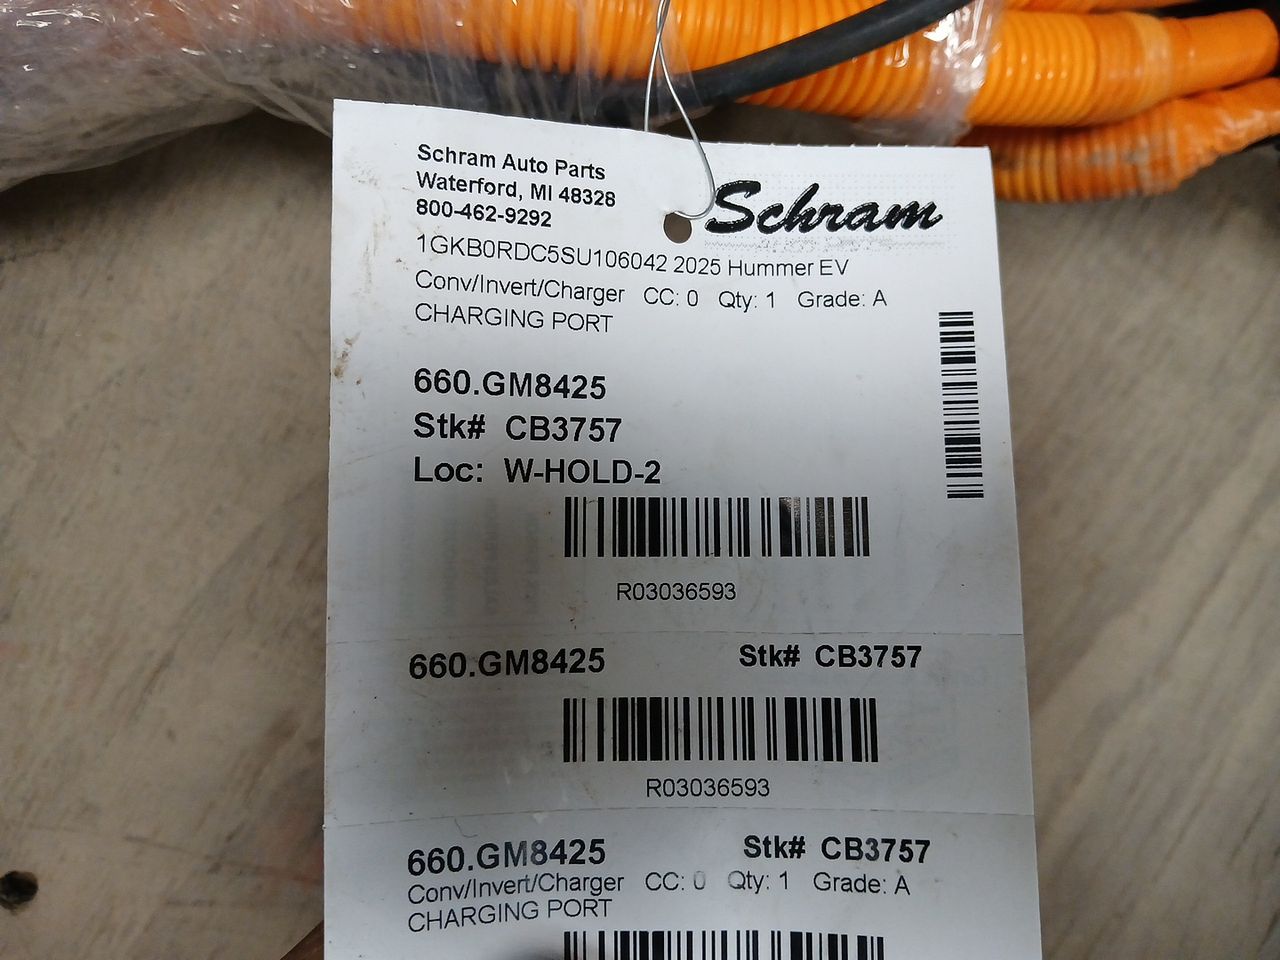 Schram Auto Parts
Waterford, MI 48328
800-462-9292
Schram
1GKB0RDC5SU106042 2025 Hummer EV
Conv/Invert/Charger CC: 0 Qty: 1 Grade: A
CHARGING PORT
660.GM8425
Stk# CB3757
Loc: W-HOLD-2
R03036593
660.GM8425 Stk# CB3757
R03036593
660.GM8425 Stk# CB3757
Conv/Invert/Charger CC: 0 Qty: 1 Grade: A
CHARGING PORT